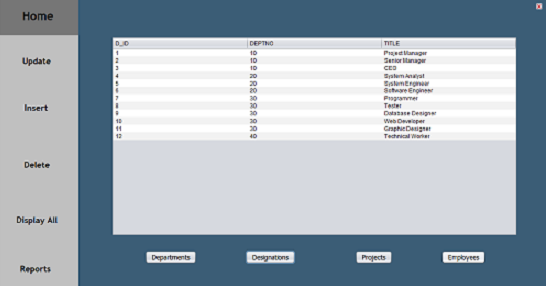 Home
Update
Insert
Delete
Display All
Reports
D_ID DEPTNO TITLE
1 1D Project Manager
2 1D Senior Manager
3 1D CEO
4 2D System Analyst
5 2D System Engineer
6 2D Software Engineer
7 3D Programmer
8 3D Tester
9 3D Database Designer
10 3D Web Developer
11 3D Graphic Designer
12 4D Technical Worker
Departments Designations Projects Employees